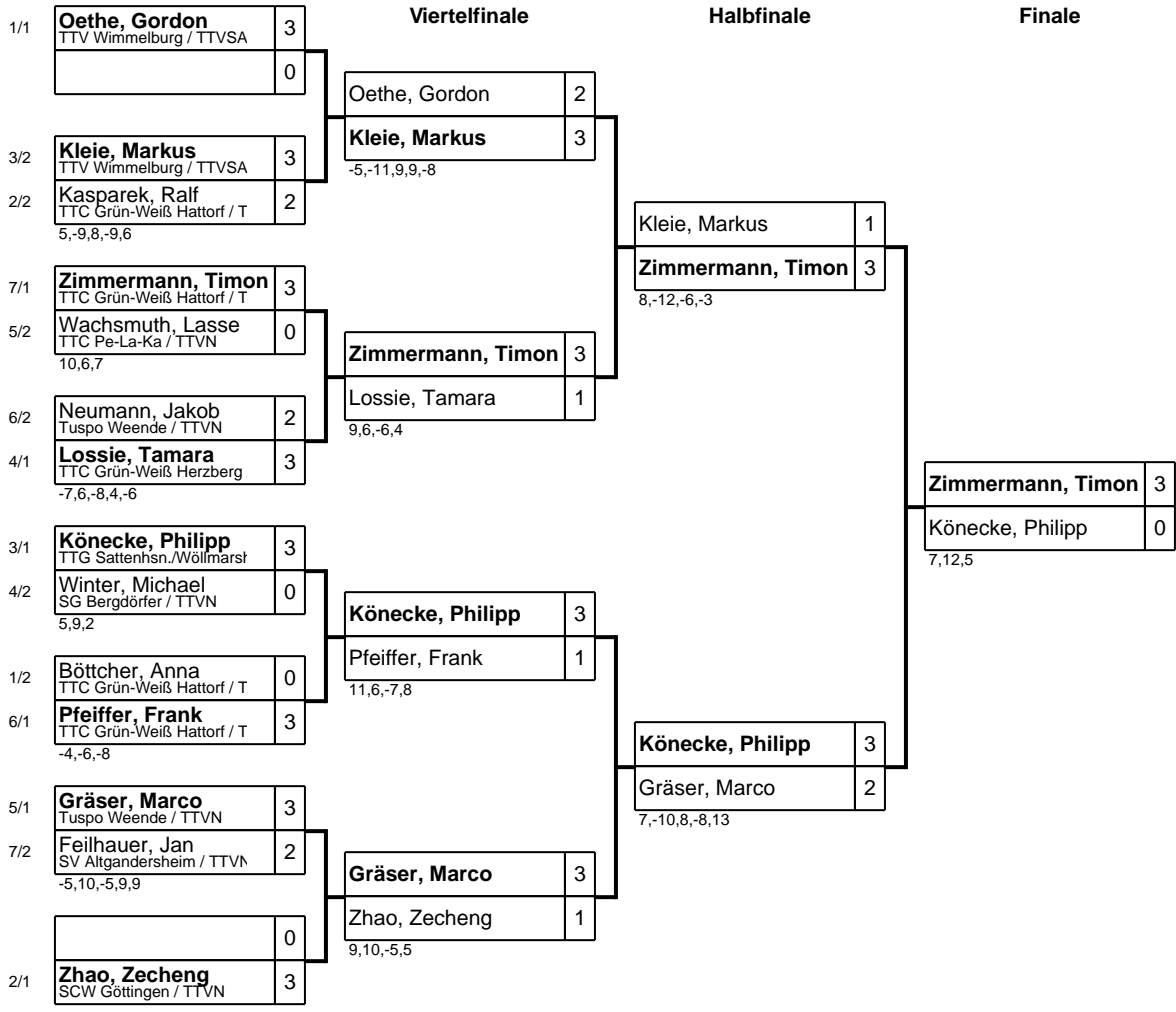 Viertelfinale
Halbfinale
Finale
1/1
Oethe, Gordon 3
TTV Wimmelburg / TTVSA
0
3/2
Kleie, Markus 3
TTV Wimmelburg / TTVSA
2/2
Kasparek, Ralf 2
TTC Grün-Weiß Hattorf / T
5,-9,8,-9,6
7/1
Zimmermann, Timon 3
TTC Grün-Weiß Hattorf / T
5/2
Wachsmuth, Lasse 0
TTC Pe-La-Ka / TTVN
10,6,7
6/2
Neumann, Jakob 2
Tuspo Weende / TTVN
4/1
Lossie, Tamara 3
TTC Grün-Weiß Herzberg
-7,6,-8,4,-6
3/1
Könecke, Philipp 3
TTG Sattenhsn./Wöllmarsh
4/2
Winter, Michael 0
SG Bergdörfer / TTVN
5,9,2
1/2
Böttcher, Anna 0
TTC Grün-Weiß Hattorf / T
6/1
Pfeiffer, Frank 3
TTC Grün-Weiß Hattorf / T
-4,-6,-8
5/1
Gräser, Marco 3
Tuspo Weende / TTVN
7/2
Feilhauer, Jan 2
SV Altgandersheim / TTVN
-5,10,-5,9,9
0
2/1
Zhao, Zecheng 3
SCW Göttingen / TTVN
Oethe, Gordon 2
Kleie, Markus 3
-5,-11,9,9,-8
Zimmermann, Timon 3
Lossie, Tamara 1
9,6,-6,4
Könecke, Philipp 3
Pfeiffer, Frank 1
11,6,-7,8
Gräser, Marco 3
Zhao, Zecheng 1
9,10,-5,5
Kleie, Markus 1
Zimmermann, Timon 3
8,-12,-6,-3
Könecke, Philipp 3
Gräser, Marco 2
7,-10,8,-8,13
Zimmermann, Timon 3
Könecke, Philipp 0
7,12,5